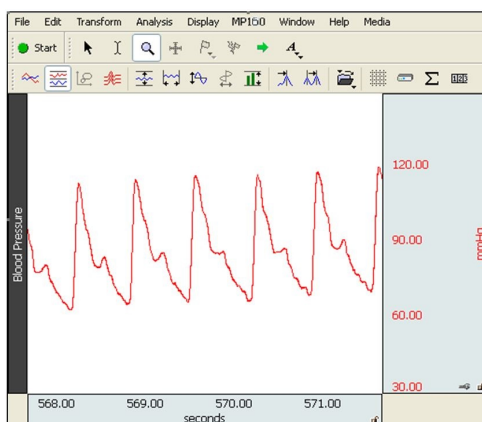 File Edit Transform Analysis Display MP150 Window Help Media
Start
Blood Pressure
120.00
90.00
60.00
30.00
mmHg
568.00 569.00 570.00 571.00
seconds